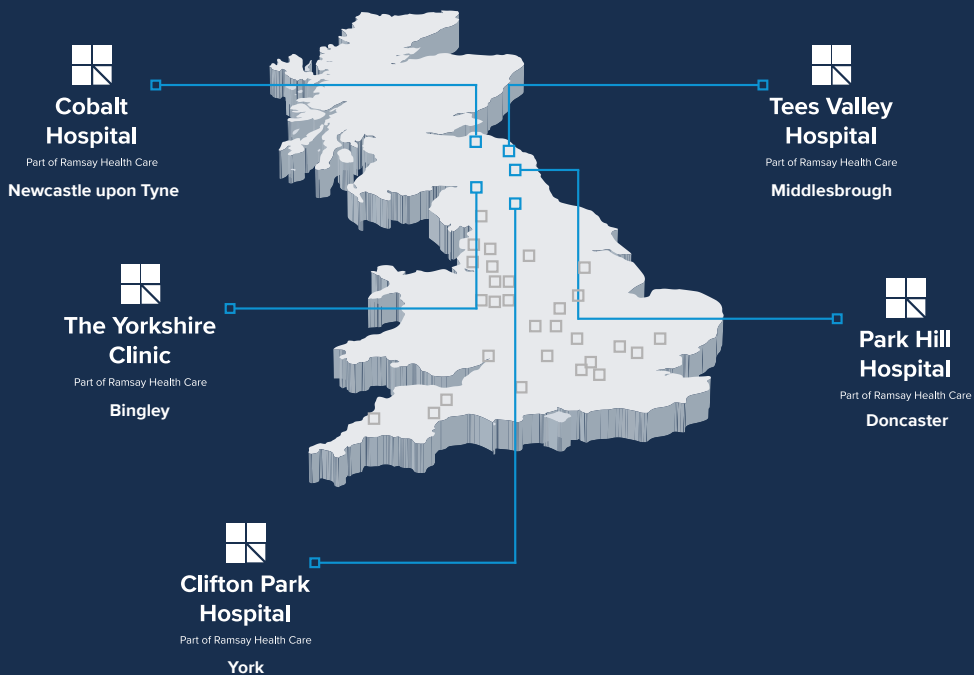 Cobalt
Hospital
Part of Ramsay Health Care
Newcastle upon Tyne
Tees Valley
Hospital
Part of Ramsay Health Care
Middlesbrough
The Yorkshire
Clinic
Part of Ramsay Health Care
Bingley
Park Hill
Hospital
Part of Ramsay Health Care
Doncaster
Clifton Park
Hospital
Part of Ramsay Health Care
York